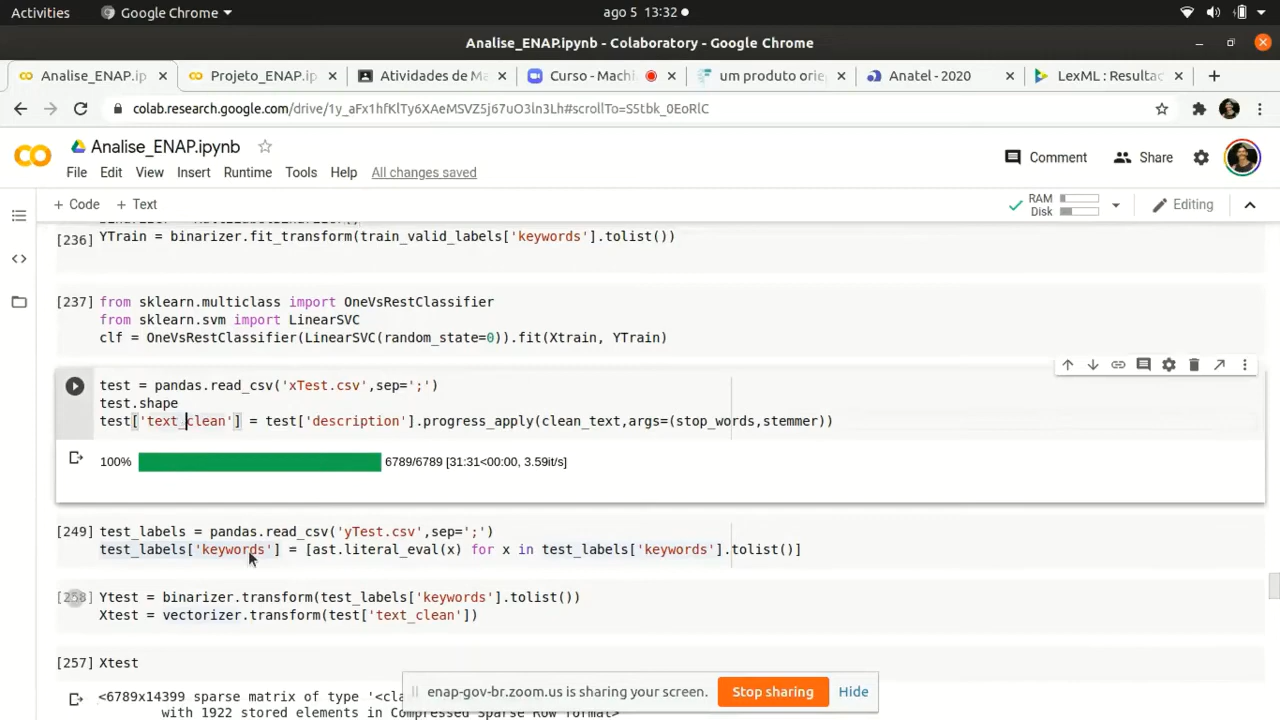 Activities
Google Chrome
ago 5 13:32
Analise_ENAP.ipynb - Colaboratory - Google Chrome
Analise_ENAP.ip
Projeto_ENAP.i
Atividades de M
Curso - Machi
um produto orie
Anatel - 2020
LexML : Resultac
colab.research.google.com/drive/1y_aFx1hfKlTy6XAeMSVZ5j67uO3ln3Lh#scrollTo=S5tbk_0EoRlC
Analise_ENAP.ipynb
Comment
Share
File Edit View Insert Runtime Tools Help All changes saved
+ Code + Text
RAM
Disk
Editing
[236] YTrain = binarizer.fit_transform(train_valid_labels['keywords'].tolist())
[237] from sklearn.multiclass import OneVsRestClassifier
from sklearn.svm import LinearSVC
clf = OneVsRestClassifier(LinearSVC(random_state=0)).fit(Xtrain, YTrain)
test = pandas.read_csv('xTest.csv',sep=';')
test.shape
test['text_clean'] = test['description'].progress_apply(clean_text,args=(stop_words,stemmer))
100% 6789/6789 [31:31<00:00, 3.59it/s]
[249] test_labels = pandas.read_csv('yTest.csv',sep=';')
test_labels['keywords'] = [ast.literal_eval(x) for x in test_labels['keywords'].tolist()]
[258] Ytest = binarizer.transform(test_labels['keywords'].tolist())
Xtest = vectorizer.transform(test['text_clean'])
[257] Xtest
<6789x14399 sparse matrix of type '<cla
with 1922 stored elements in Compressed Sparse Row format>
enap-gov-br.zoom.us is sharing your screen.
Stop sharing
Hide